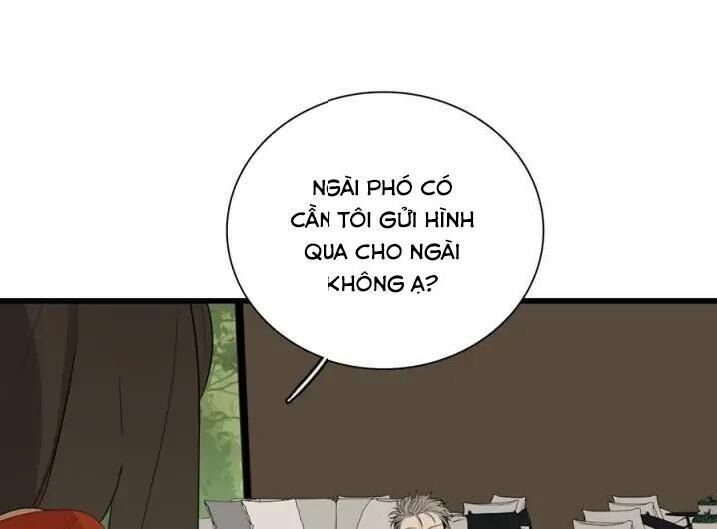 NGÀI PHÓ CÓ
CẦN TÔI GỬI HÌNH
QUA CHO NGÀI
KHÔNG Ạ?